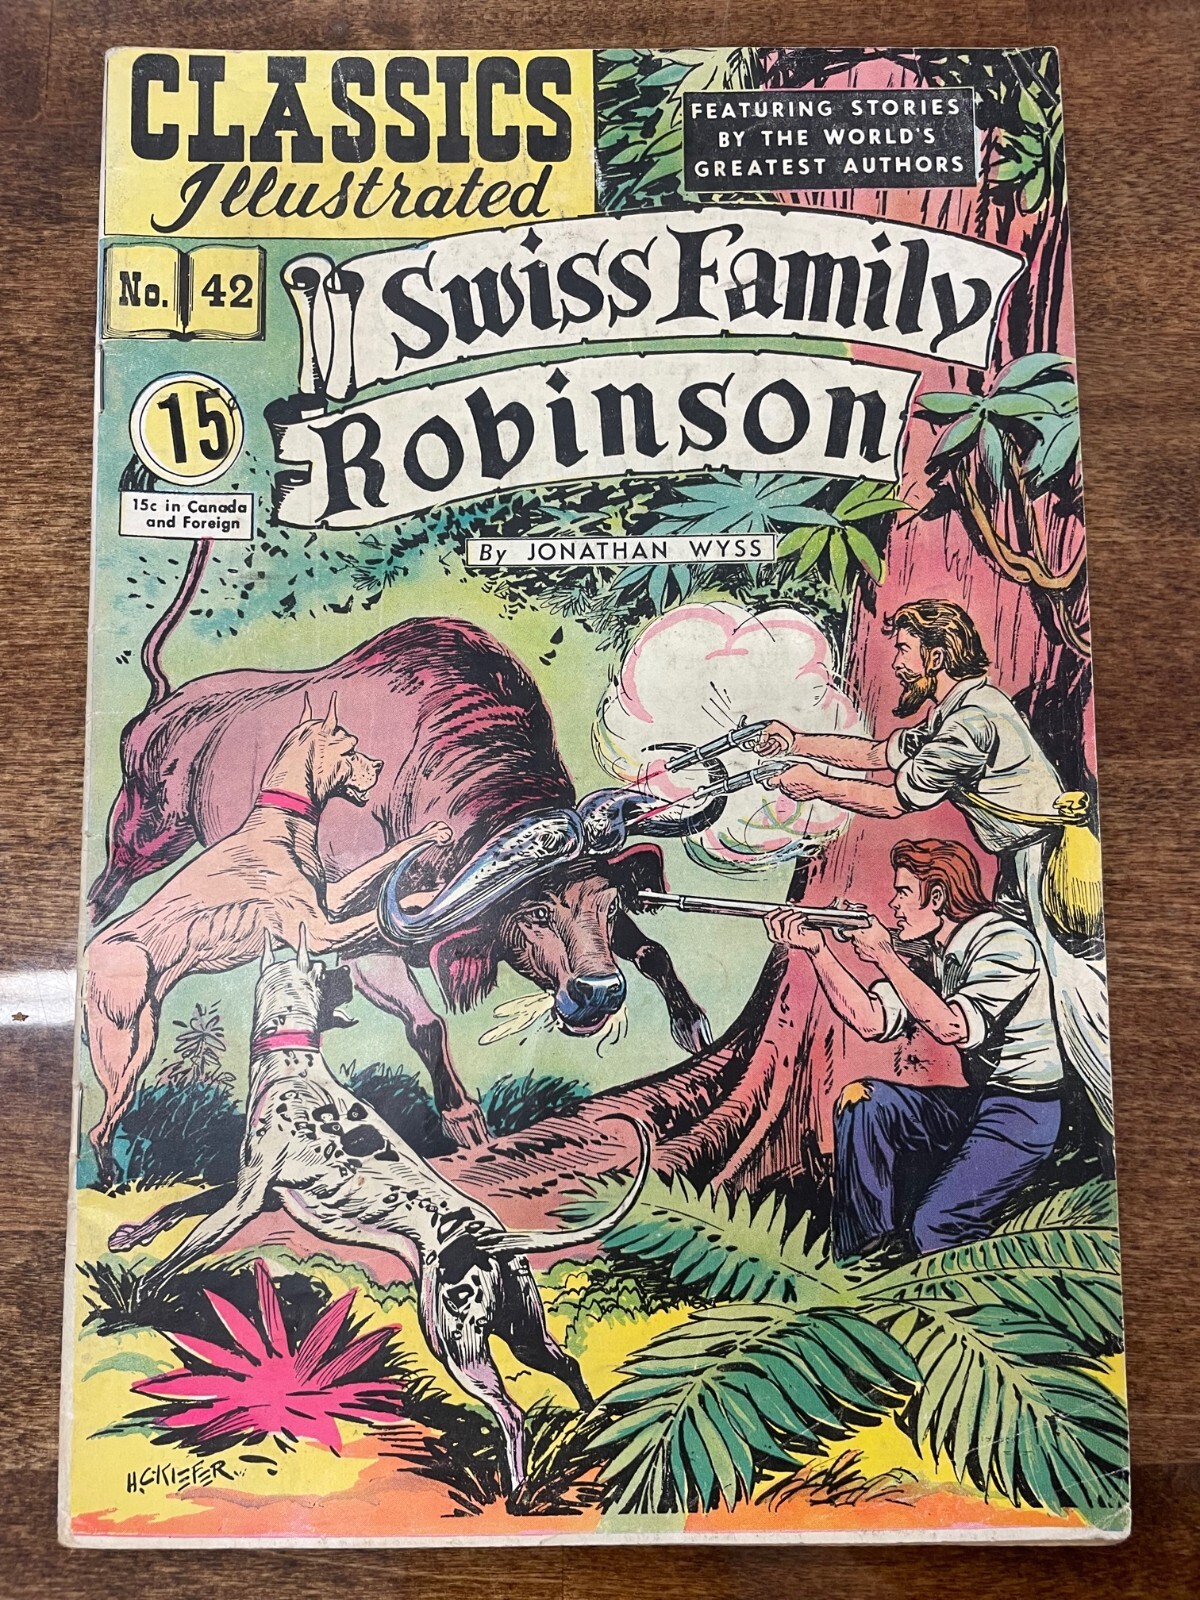 CLASSICS
Illustrated
FEATURING STORIES
BY THE WORLD'S
GREATEST AUTHORS
No. 42
Swiss Family
Robinson
15¢
15c in Canada
and Foreign
By JONATHAN WYSS
H.C. KIEFER